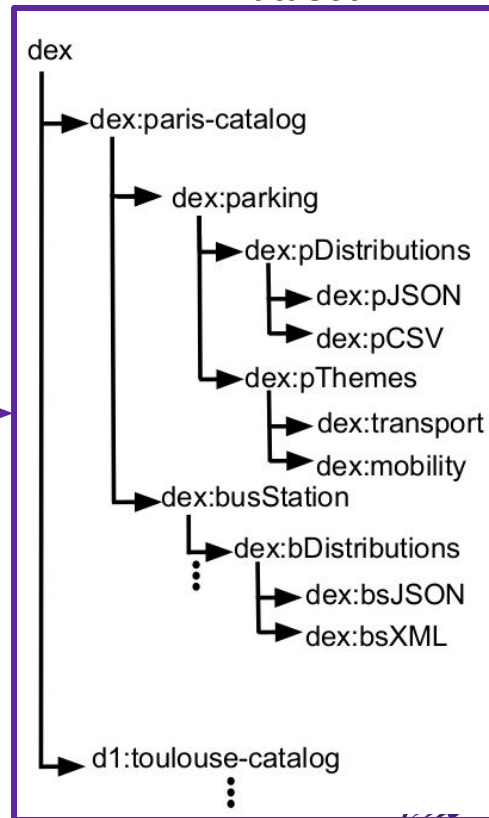 dex
dex:paris-catalog
dex:parking
dex:pDistributions
dex:pJSON
dex:pCSV
dex:pThemes
dex:transport
dex:mobility
dex:busStation
dex:bDistributions
dex:bsJSON
dex:bsXML
d1:toulouse-catalog